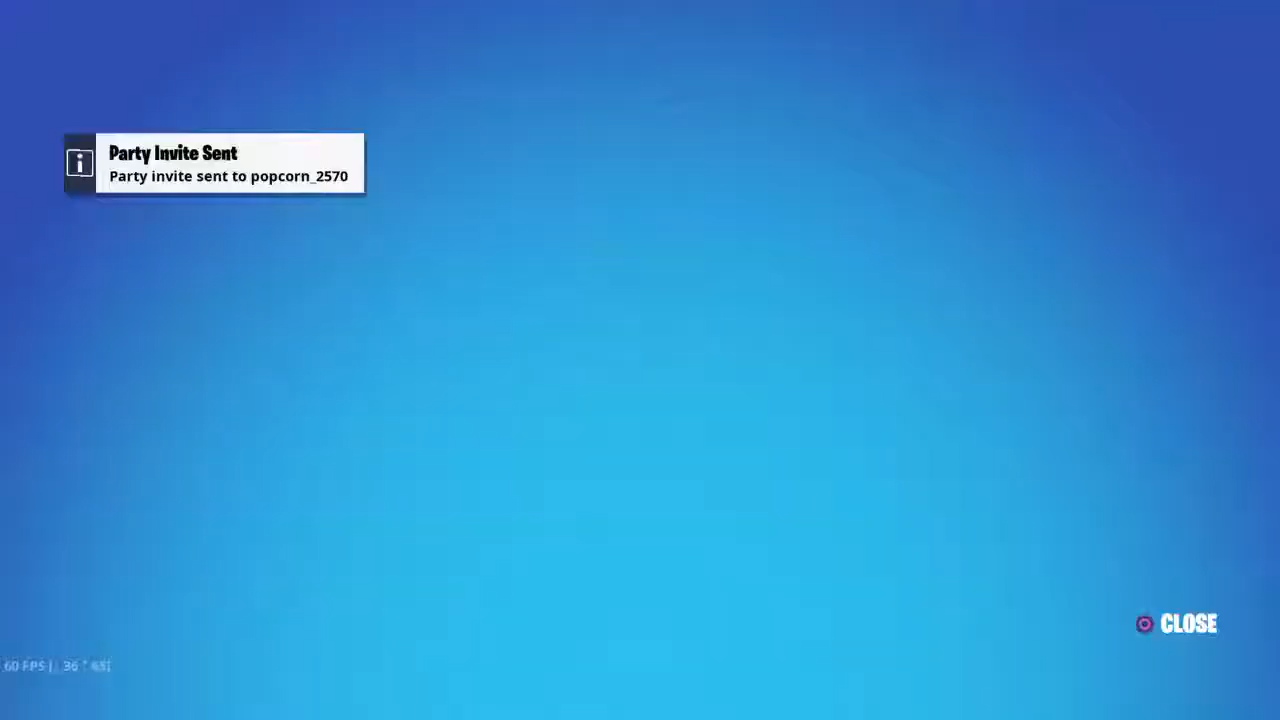 Party Invite Sent
Party invite sent to popcorn_2570
CLOSE
60 FPS |